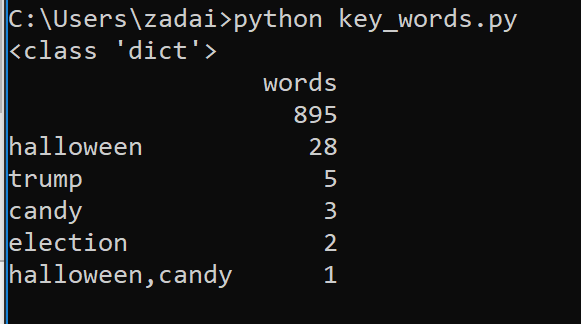 C:\Users\zadai>python key_words.py
<class 'dict'>
words
895
halloween 28
trump 5
candy 3
election 2
halloween,candy 1